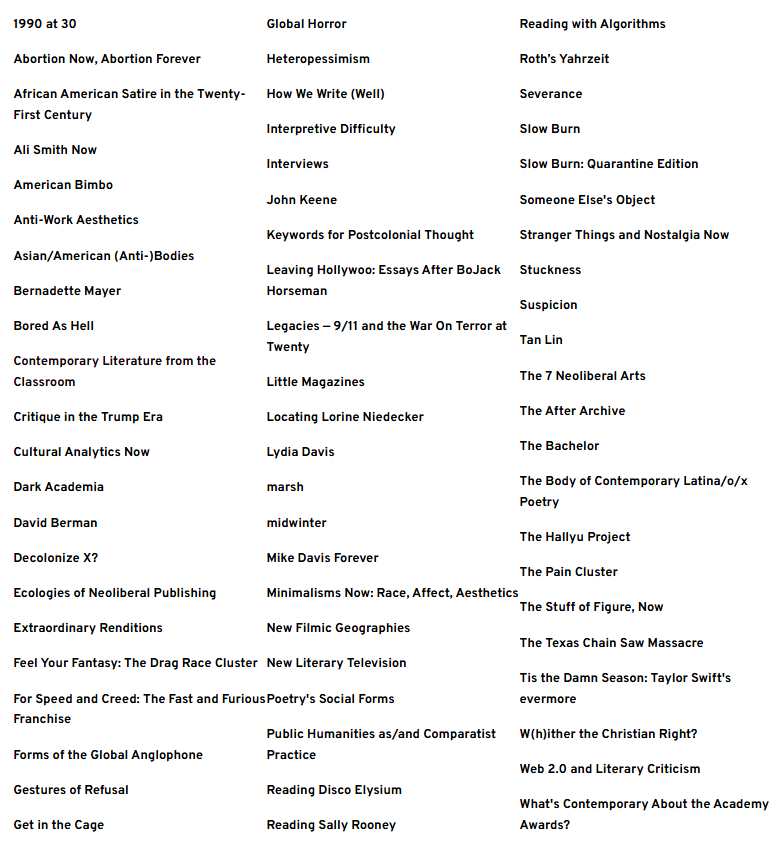 1990 at 30
Abortion Now, Abortion Forever
African American Satire in the Twenty-
First Century
Ali Smith Now
American Bimbo
Anti-Work Aesthetics
Asian/American (Anti-)Bodies
Bernadette Mayer
Bored As Hell
Contemporary Literature from the
Classroom
Critique in the Trump Era
Cultural Analytics Now
Dark Academia
David Berman
Decolonize X?
Ecologies of Neoliberal Publishing
Extraordinary Renditions
Feel Your Fantasy: The Drag Race Cluster
For Speed and Creed: The Fast and Furious
Franchise
Forms of the Global Anglophone
Gestures of Refusal
Get in the Cage
Global Horror
Heteropessimism
How We Write (Well)
Interpretive Difficulty
Interviews
John Keene
Keywords for Postcolonial Thought
Leaving Hollywoo: Essays After BoJack
Horseman
Legacies – 9/11 and the War On Terror at
Twenty
Little Magazines
Locating Lorine Niedecker
Lydia Davis
marsh
midwinter
Mike Davis Forever
Minimalisms Now: Race, Affect, Aesthetics
New Filmic Geographies
New Literary Television
Poetry's Social Forms
Public Humanities as/and Comparatist
Practice
Reading Disco Elysium
Reading Sally Rooney
Reading with Algorithms
Roth's Yahrzeit
Severance
Slow Burn
Slow Burn: Quarantine Edition
Someone Else's Object
Stranger Things and Nostalgia Now
Stuckness
Suspicion
Tan Lin
The 7 Neoliberal Arts
The After Archive
The Bachelor
The Body of Contemporary Latina/o/x
Poetry
The Hallyu Project
The Pain Cluster
The Stuff of Figure, Now
The Texas Chain Saw Massacre
Tis the Damn Season: Taylor Swift's
evermore
W(h)ither the Christian Right?
Web 2.0 and Literary Criticism
What's Contemporary About the Academy
Awards?